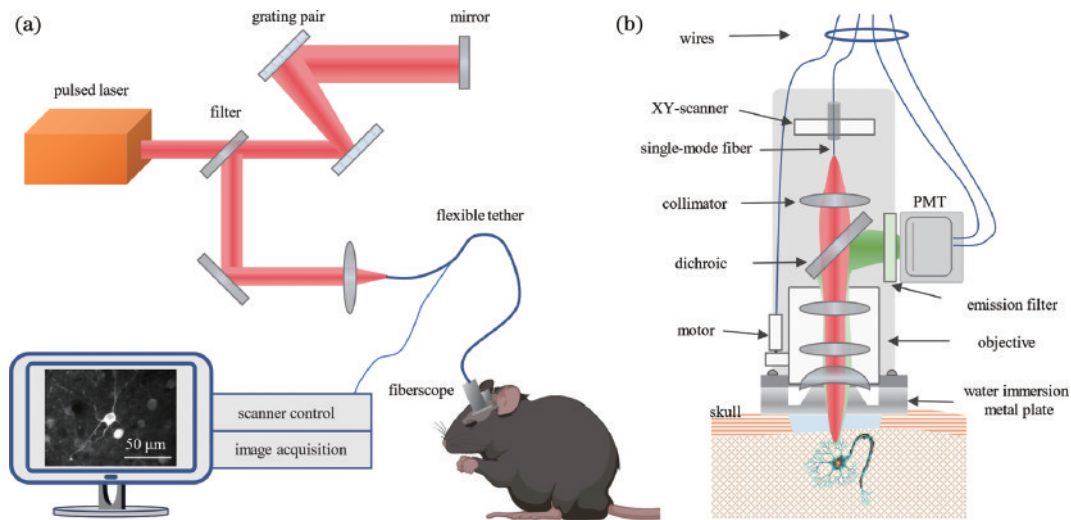 (a)
grating pair
mirror
pulsed laser
filter
flexible tether
fiberscope
scanner control
image acquisition
50 μm
(b)
wires
XY-scanner
single-mode fiber
collimator
PMT
dichroic
emission filter
motor
objective
water immersion
metal plate
skull